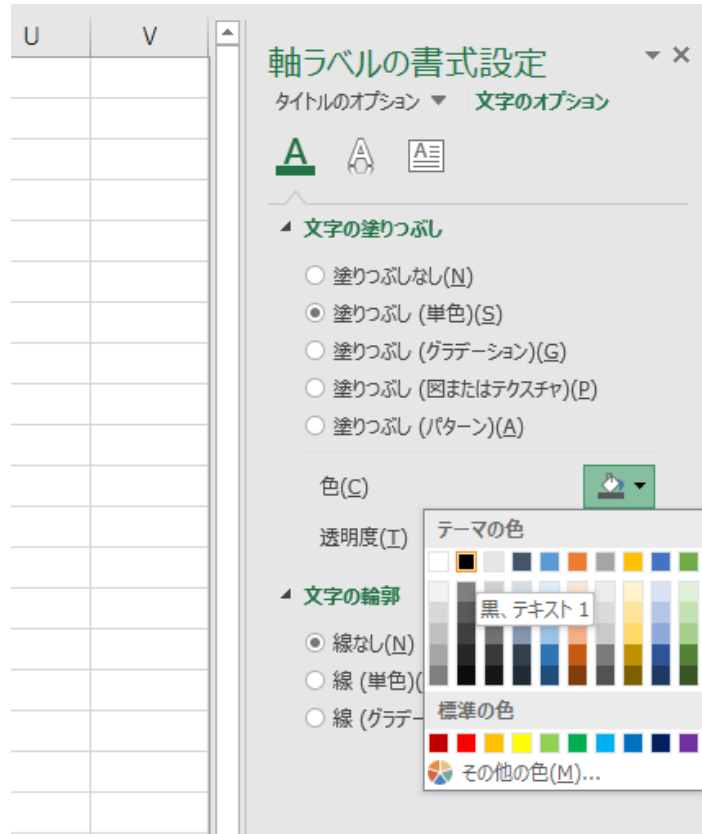 U V
軸ラベルの書式設定
タイトルのオプション 文字のオプション
文字の塗りつぶし
塗りつぶしなし(N)
塗りつぶし (単色)(S)
塗りつぶし (グラデーション)(G)
塗りつぶし (図またはテクスチャ)(P)
塗りつぶし (パターン)(A)
色(C)
透明度(T)
テーマの色
黒、テキスト 1
文字の輪郭
線なし(N)
線 (単色)(
線 (グラデー
標準の色
その他の色(M)...